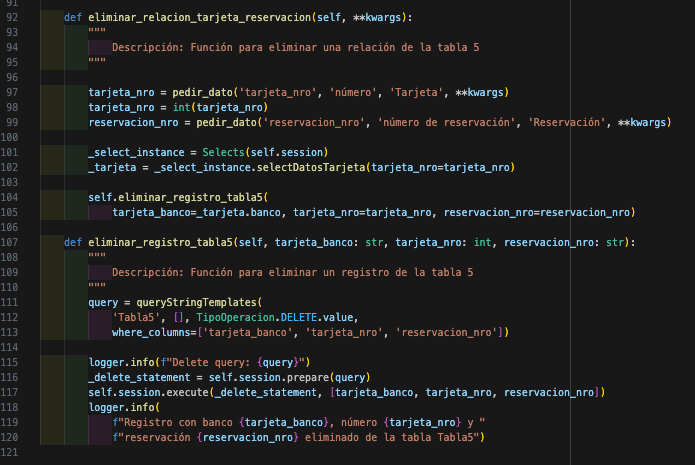 91
92 def eliminar_relacion_tarjeta_reservacion(self, **kwargs):
93 """
94 Descripción: Función para eliminar una relación de la tabla 5
95 """
96
97 tarjeta_nro = pedir_dato('tarjeta_nro', 'número', 'Tarjeta', **kwargs)
98 tarjeta_nro = int(tarjeta_nro)
99 reservacion_nro = pedir_dato('reservacion_nro', 'número de reservación', 'Reservación', **kwargs)
100
101 _select_instance = Selects(self.session)
102 _tarjeta = _select_instance.selectDatosTarjeta(tarjeta_nro=tarjeta_nro)
103
104 self.eliminar_registro_tabla5(
105 tarjeta_banco=_tarjeta.banco, tarjeta_nro=tarjeta_nro, reservacion_nro=reservacion_nro)
106
107 def eliminar_registro_tabla5(self, tarjeta_banco: str, tarjeta_nro: int, reservacion_nro: str):
108 """
109 Descripción: Función para eliminar un registro de la tabla 5
110 """
111 query = queryStringTemplates(
112 'Tabla5', [], TipoOperacion.DELETE.value,
113 where_columns=['tarjeta_banco', 'tarjeta_nro', 'reservacion_nro'])
114
115 logger.info(f"Delete query: {query}")
116 _delete_statement = self.session.prepare(query)
117 self.session.execute(_delete_statement, [tarjeta_banco, tarjeta_nro, reservacion_nro])
118 logger.info(
119 f"Registro con banco {tarjeta_banco}, número {tarjeta_nro} y "
120 f"reservación {reservacion_nro} eliminado de la tabla Tabla5")
121